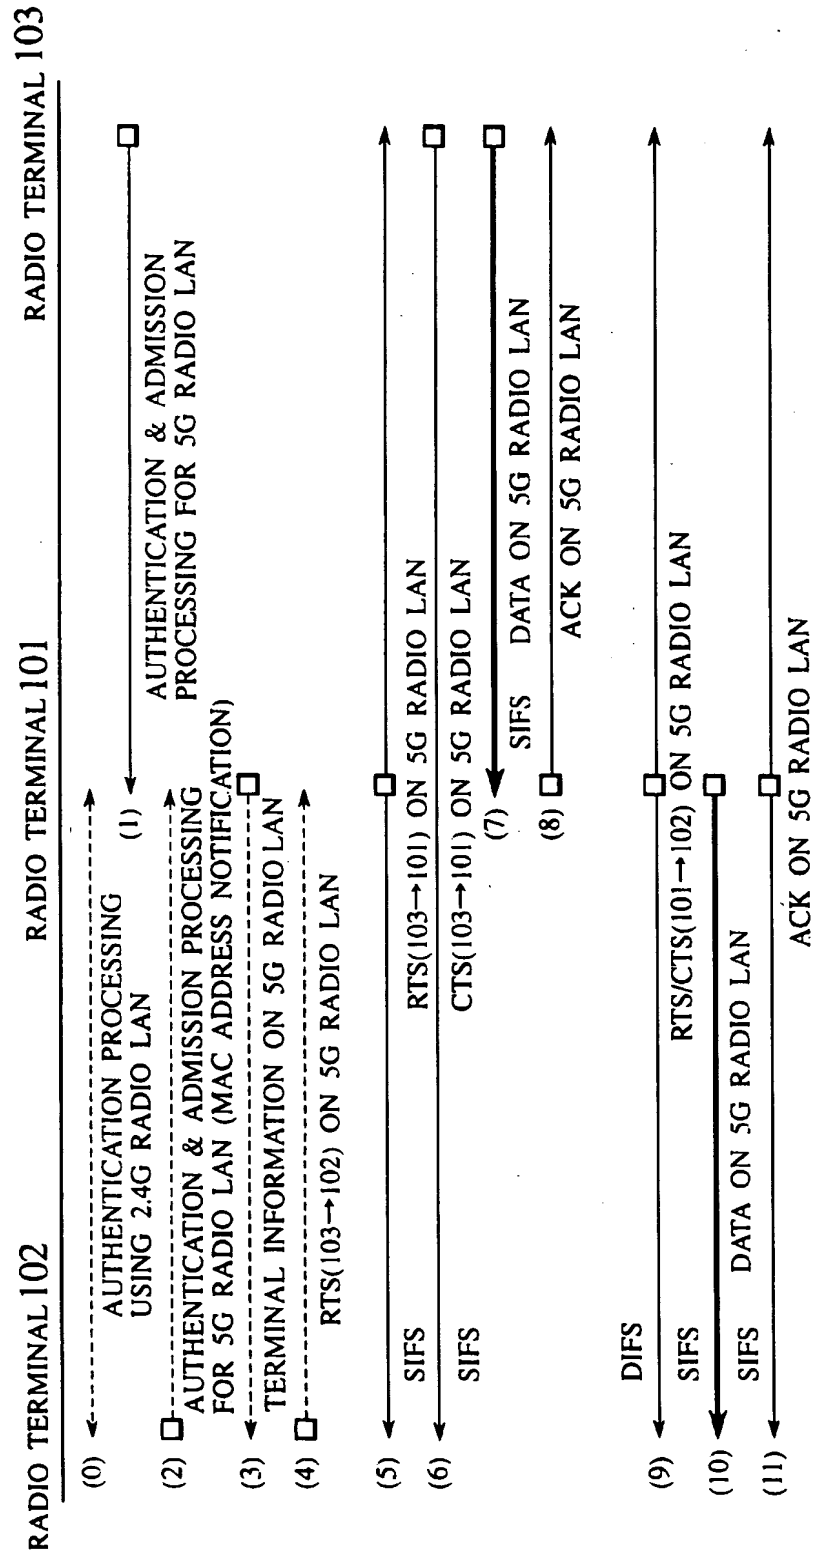 RADIO TERMINAL 102
RADIO TERMINAL 101
RADIO TERMINAL 103
(0)
AUTHENTICATION PROCESSING
USING 2.4G RADIO LAN
(1)
AUTHENTICATION & ADMISSION
PROCESSING FOR 5G RADIO LAN
(2)
AUTHENTICATION & ADMISSION PROCESSING
FOR 5G RADIO LAN (MAC ADDRESS NOTIFICATION)
(3)
TERMINAL INFORMATION ON 5G RADIO LAN
(4)
RTS(103→102) ON 5G RADIO LAN
(5)
SIFS
RTS(103→101) ON 5G RADIO LAN
(6)
SIFS
CTS(103→101) ON 5G RADIO LAN
(7)
SIFS
DATA ON 5G RADIO LAN
(8)
ACK ON 5G RADIO LAN
DIFS
(9)
SIFS
RTS/CTS(101→102) ON 5G RADIO LAN
(10)
SIFS
DATA ON 5G RADIO LAN
(11)
ACK ON 5G RADIO LAN